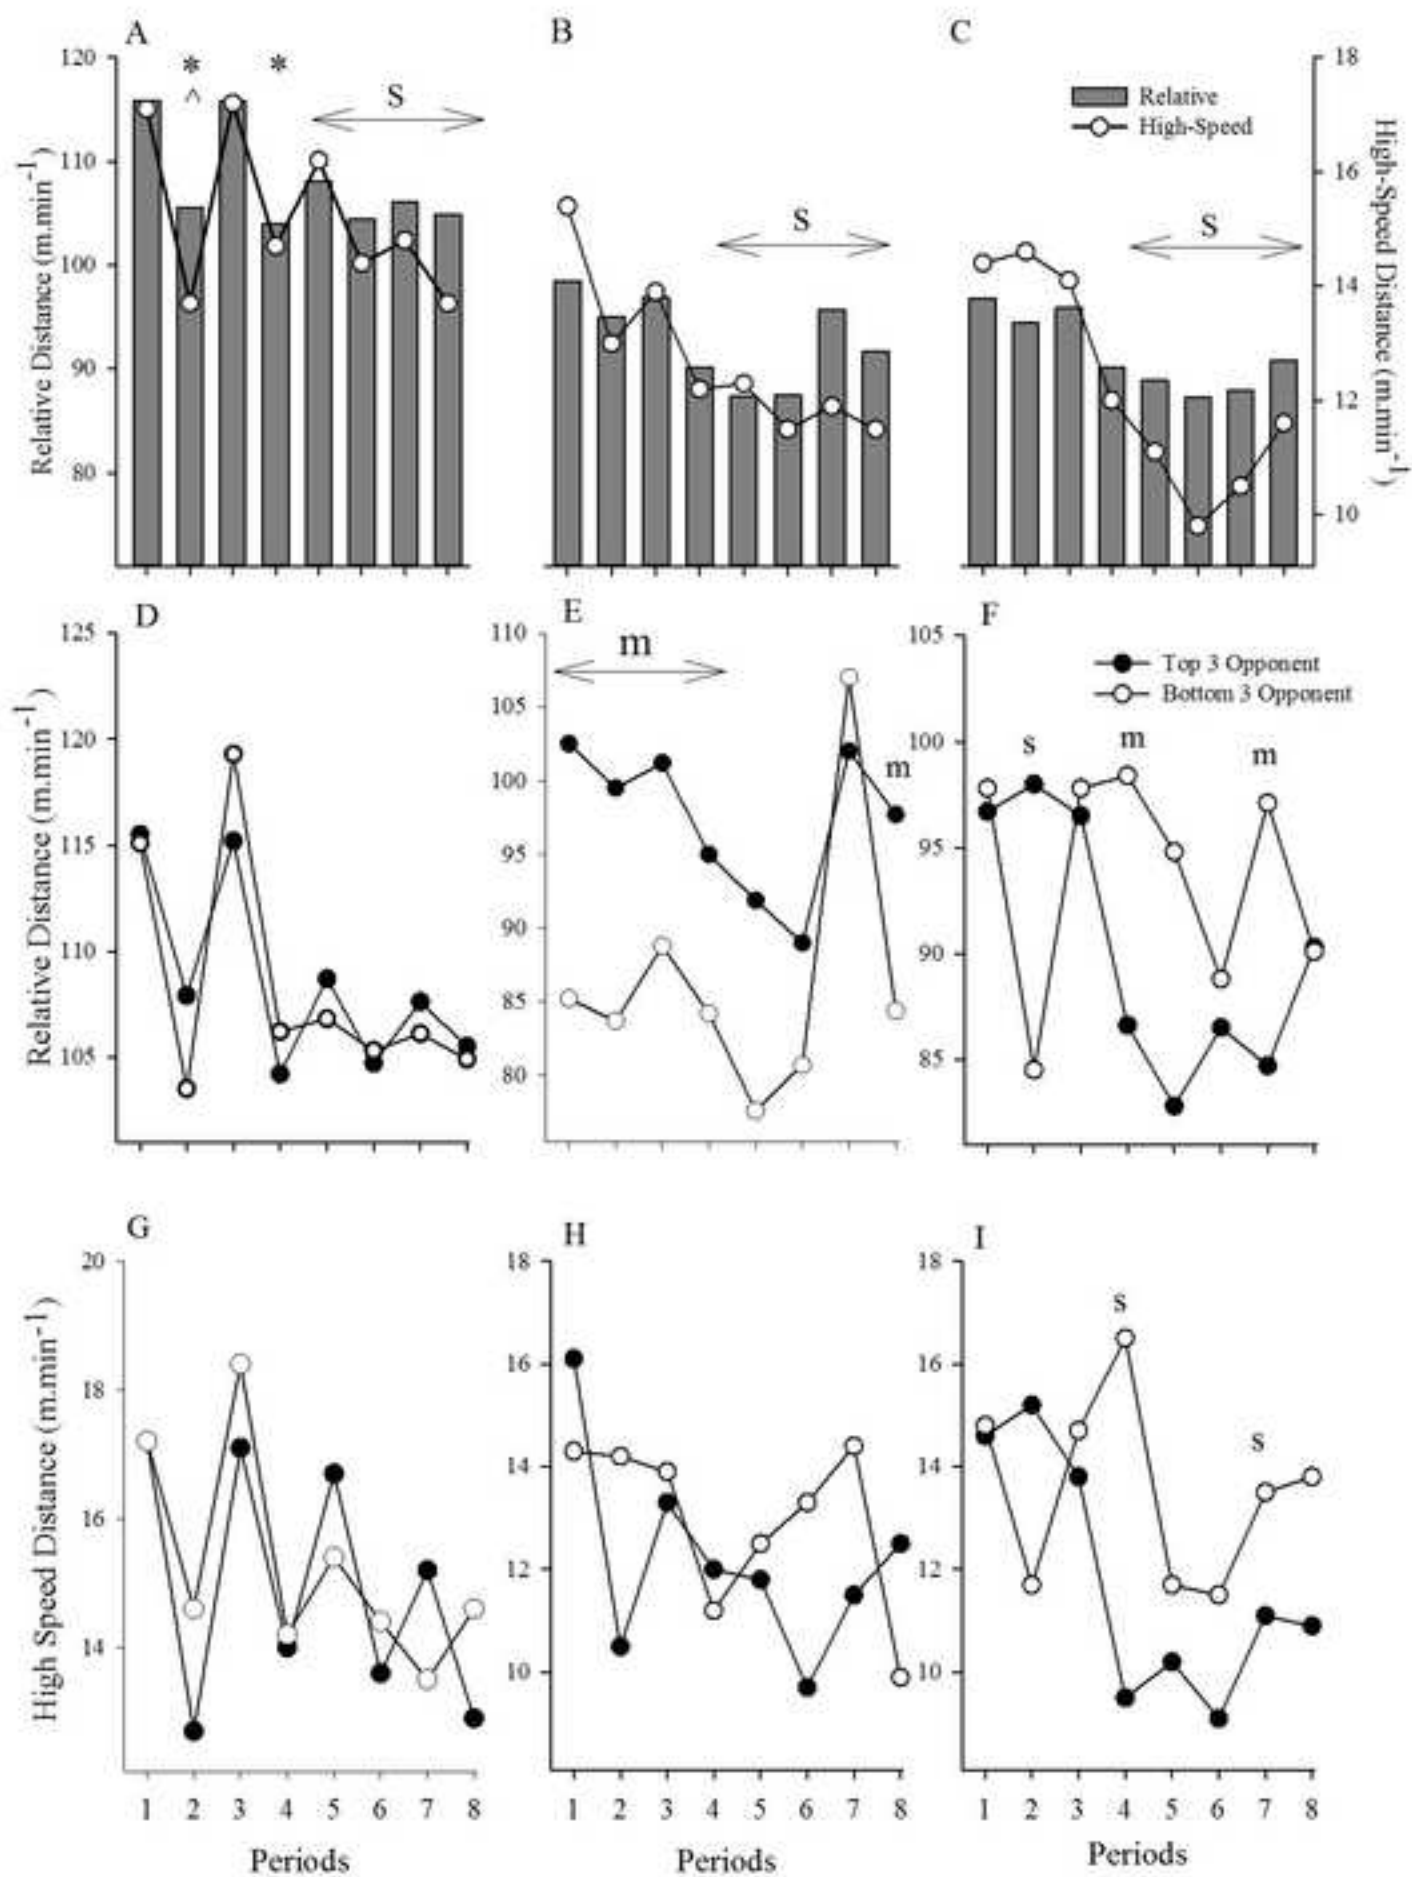 A
B
C
120
110
100
90
80
Relative Distance (m.min-1)
*
^
*
S
S
S
Relative
High-Speed
18
16
14
12
10
High-Speed Distance (m.min-1)
D
E
F
125
120
115
110
105
Relative Distance (m.min-1)
110
105
100
95
90
85
80
m
m
105
100
95
90
85
s
m
m
Top 3 Opponent
Bottom 3 Opponent
G
H
I
20
18
16
14
High Speed Distance (m.min-1)
18
16
14
12
10
18
16
14
12
10
s
s
1 2 3 4 5 6 7 8
1 2 3 4 5 6 7 8
1 2 3 4 5 6 7 8
Periods
Periods
Periods